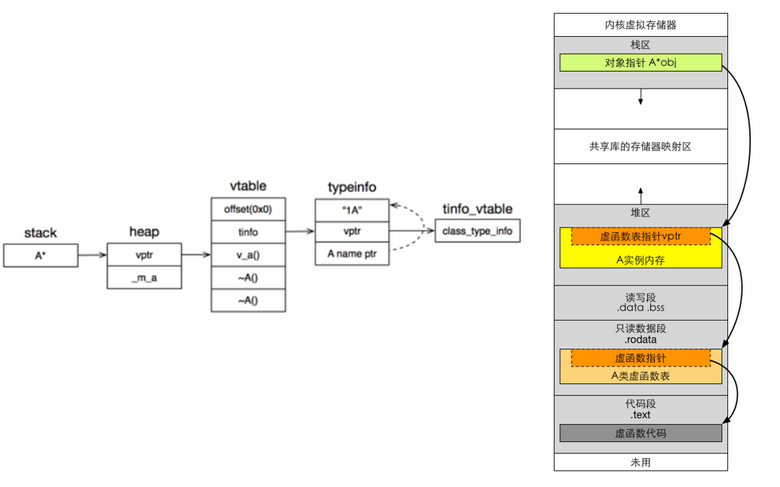 stack
A*
heap
vptr
_m_a
vtable
offset(0x0)
tinfo
v_a()
~A()
~A()
typeinfo
"1A"
vptr
A name ptr
tinfo_vtable
class_type_info
内核虚拟存储器
栈区
对象指针 A*obj
共享库的存储器映射区
堆区
虚函数表指针vptr
A实例内存
读写段
.data .bss
只读数据段
.rodata
虚函数指针
A类虚函数表
代码段
.text
虚函数代码
未用